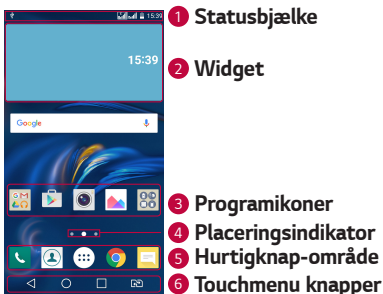 15:39
1 Statusbjælke
15:39
2 Widget
Google
3 Programikoner
4 Placeringsindikator
5 Hurtigknap-område
6 Touchmenu knapper